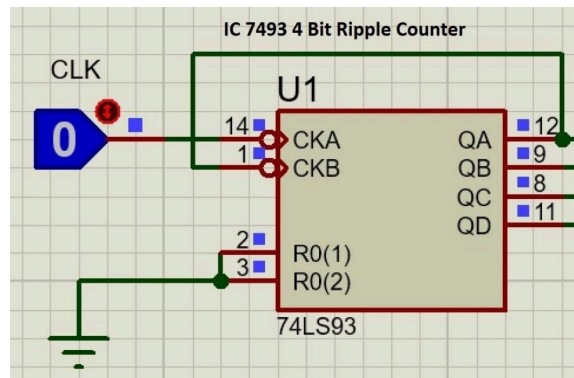 IC 7493 4 Bit Ripple Counter
CLK
U1
0
14 CKA QA 12
1 CKB QB 9
QC 8
QD 11
2 R0(1)
3 R0(2)
74LS93